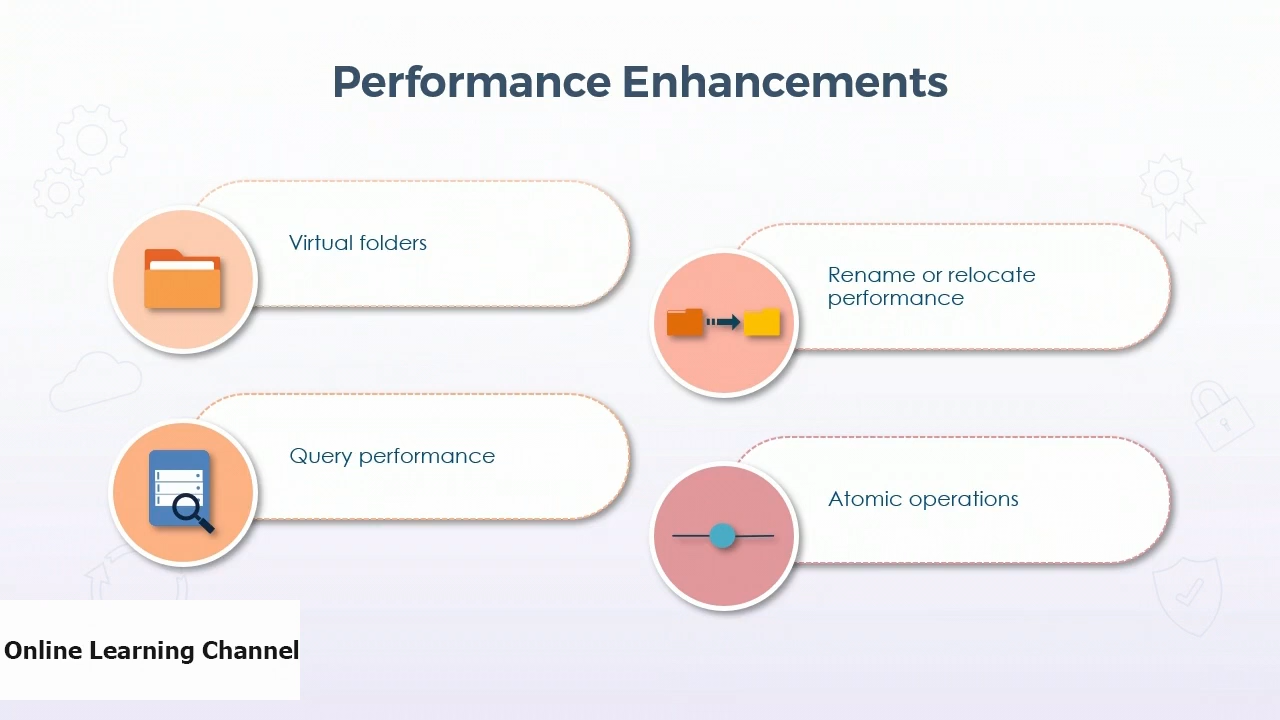 Performance Enhancements
Virtual folders
Rename or relocate
performance
Query performance
Atomic operations
Online Learning Channel